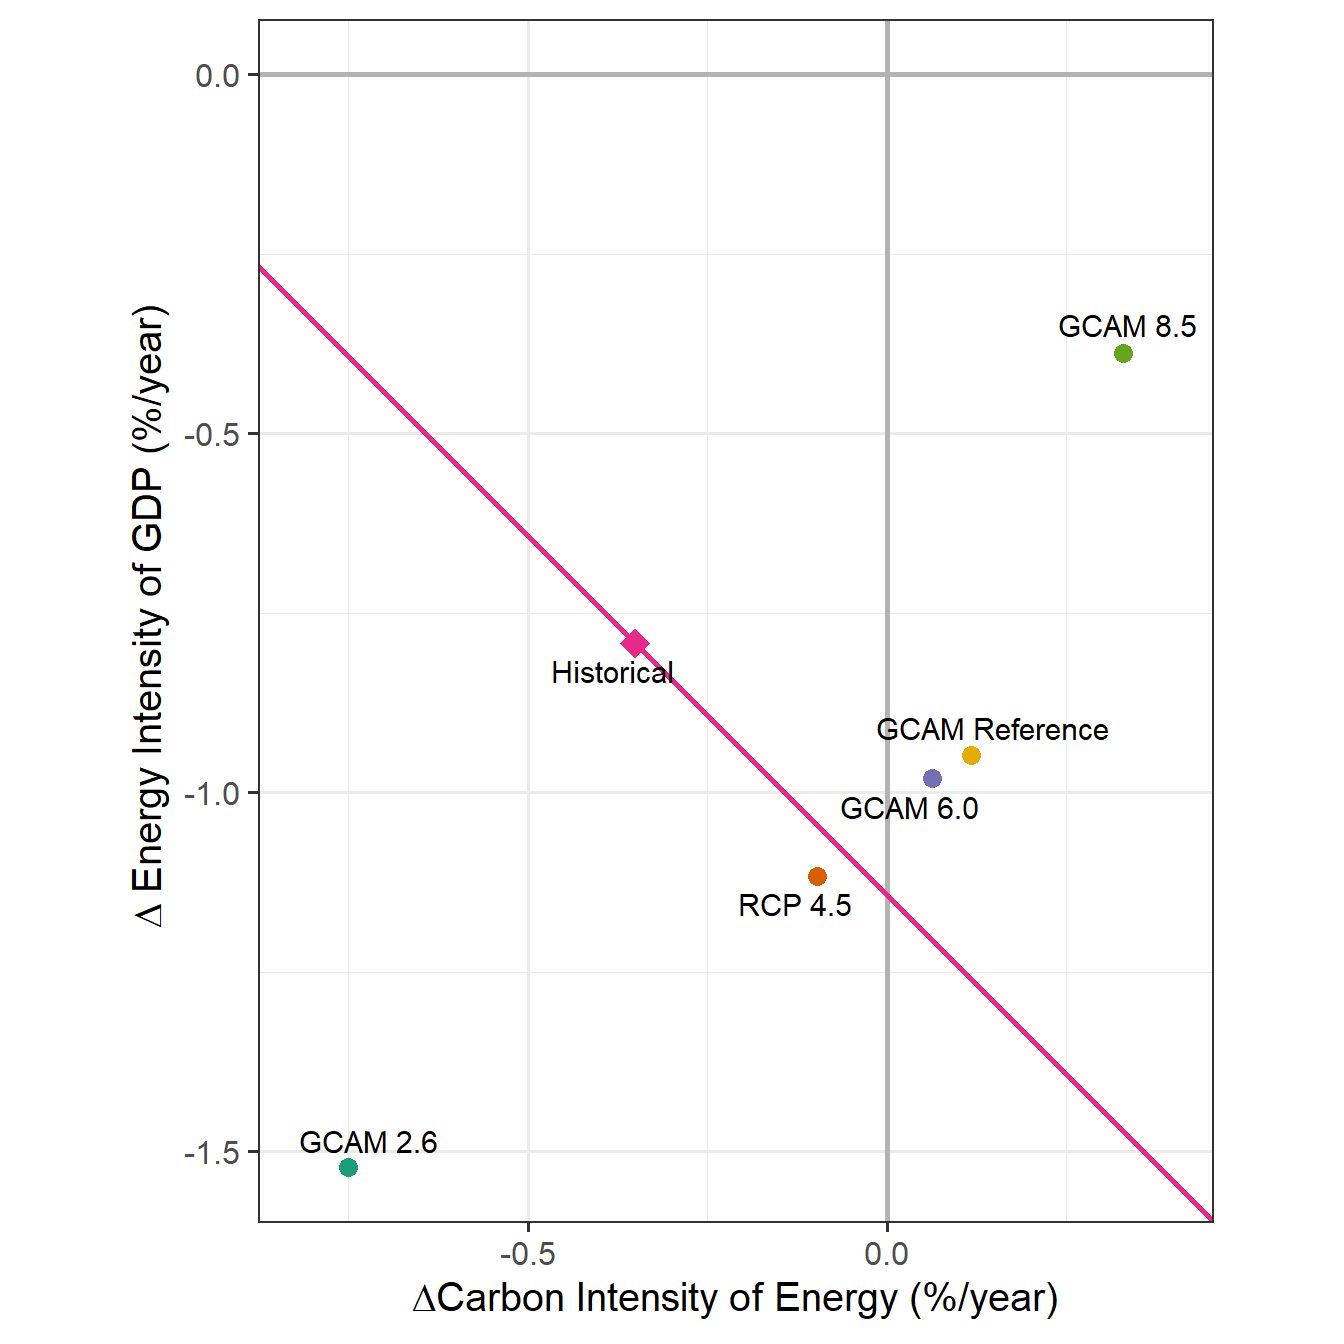 0.0
GCAM 8.5
-0.5
Δ Energy Intensity of GDP (%/year)
Historical
GCAM Reference
-1.0
GCAM 6.0
RCP 4.5
GCAM 2.6
-1.5
-0.5
0.0
ΔCarbon Intensity of Energy (%/year)